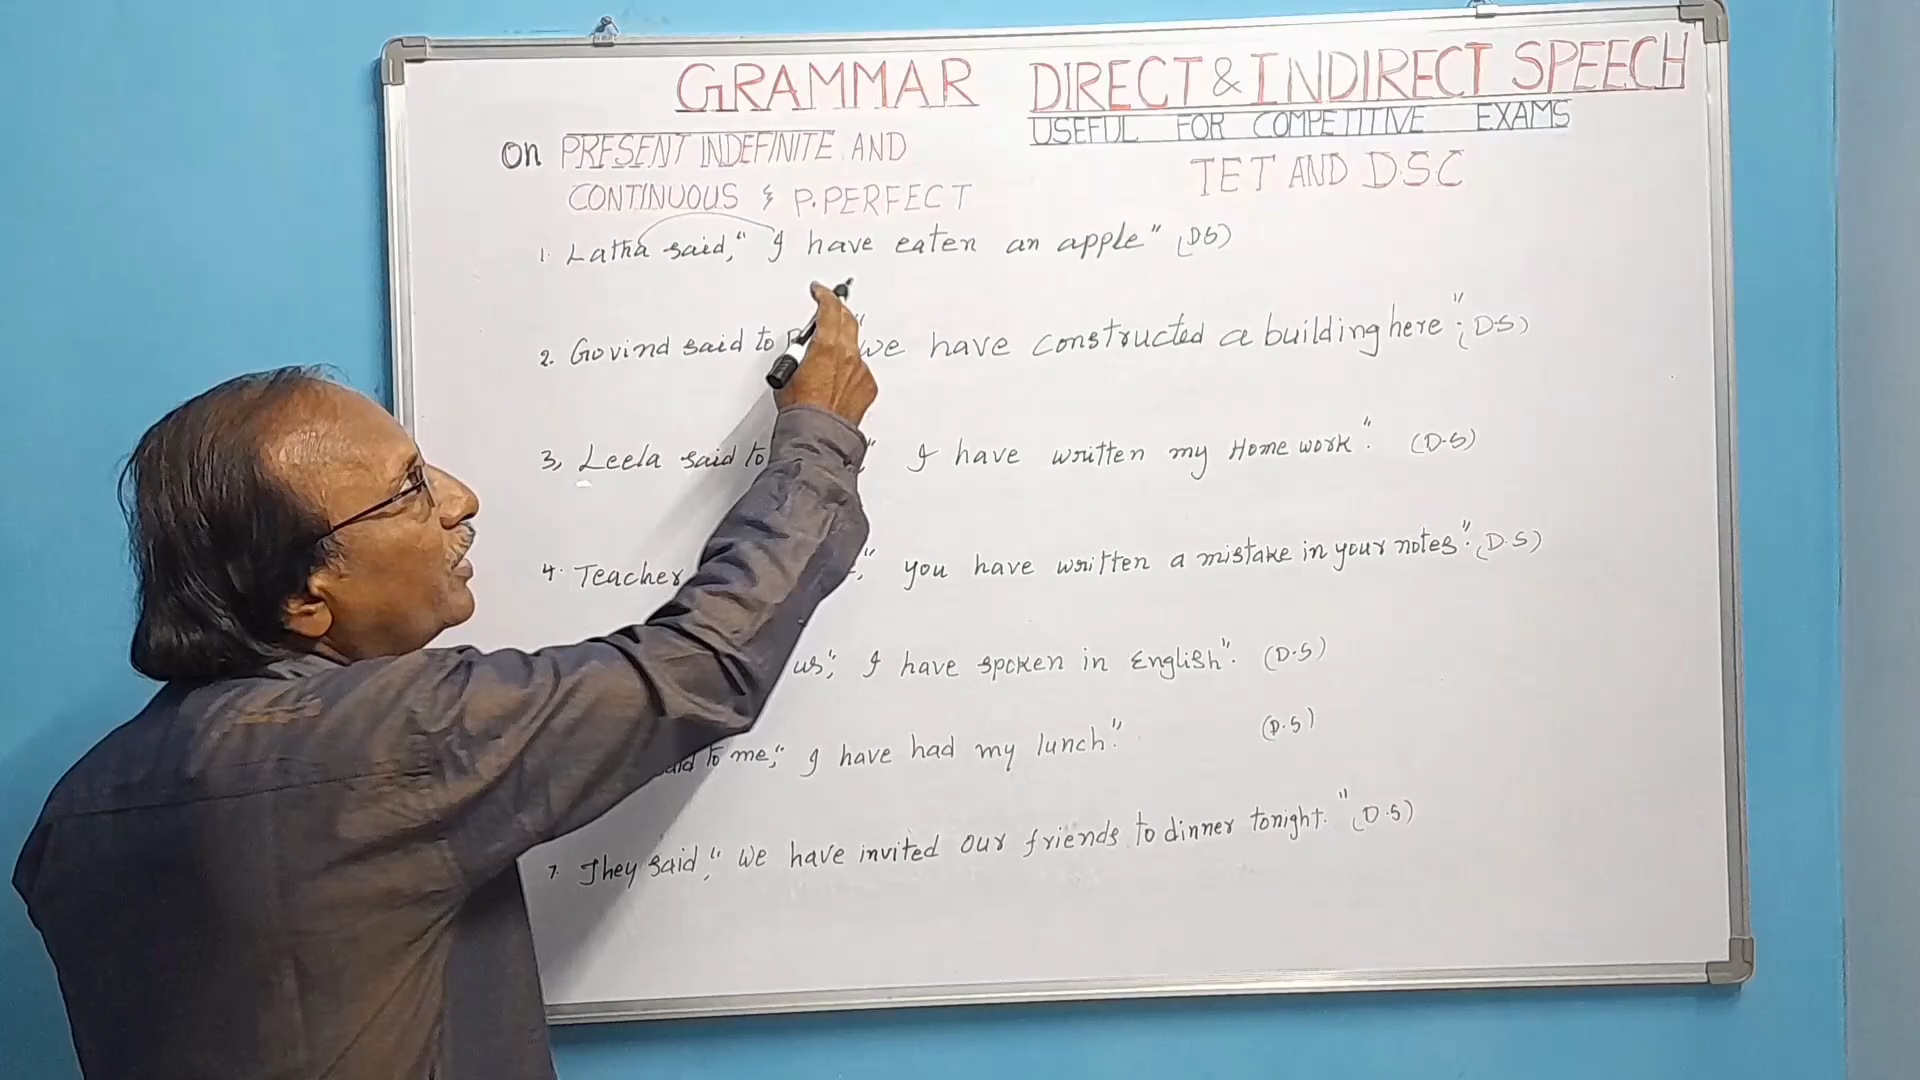 GRAMMAR DIRECT & INDIRECT SPEECH
USEFUL FOR COMPETITIVE EXAMS
On PRESENT INDEFINITE AND
TET AND D.S.C
CONTINUOUS & P.PERFECT
1. Latha said," I have eaten an apple" (DS)
2. Govind said to "we have constructed a building here". (D.S)
3, Leela said to " I have written my Home work". (D.S)
4. Teacher ," you have written a mistake in your notes". (D.S)
us", I have spoken in English". (D.S)
to me," I have had my lunch". (D.S)
7. They said," We have invited our friends to dinner tonight." (D.S)